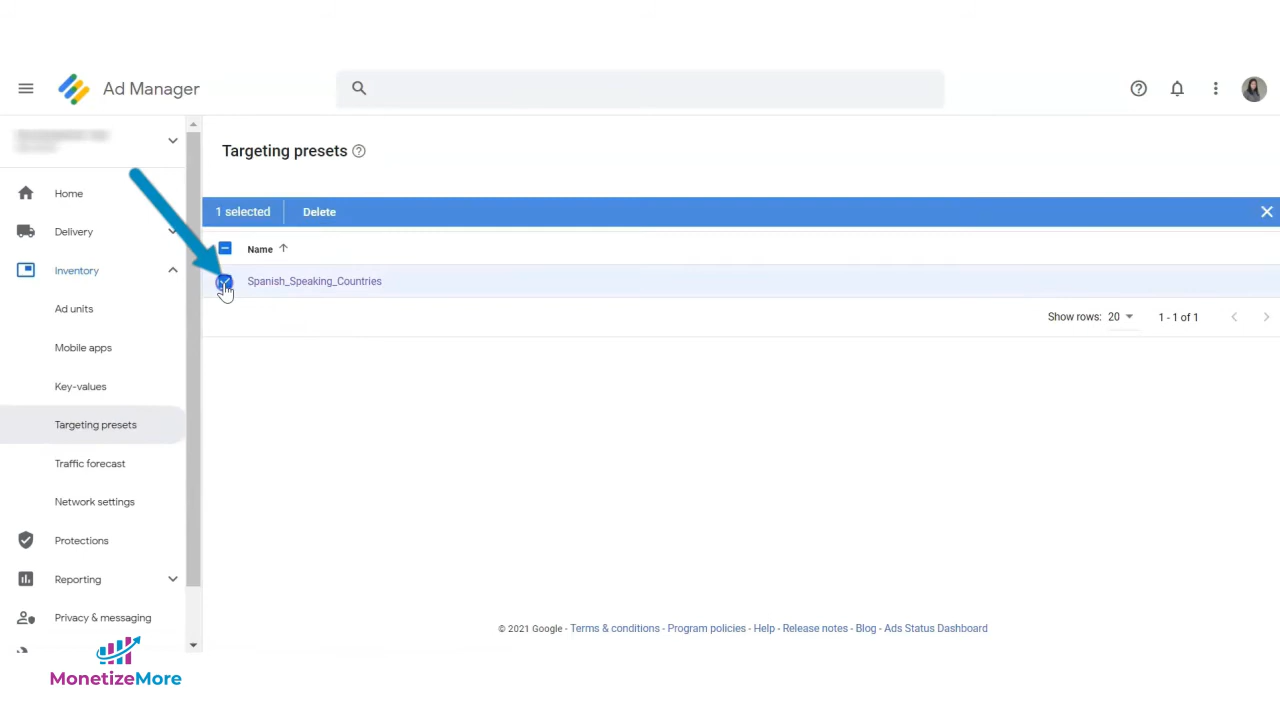 Ad Manager
Targeting presets
Home
Delivery
Inventory
Ad units
Mobile apps
Key-values
Targeting presets
Traffic forecast
Network settings
Protections
Reporting
Privacy & messaging
1 selected
Delete
Name
Spanish_Speaking_Countries
Show rows: 20
1 - 1 of 1
© 2021 Google - Terms & conditions - Program policies - Help - Release notes - Blog - Ads Status Dashboard
MonetizeMore